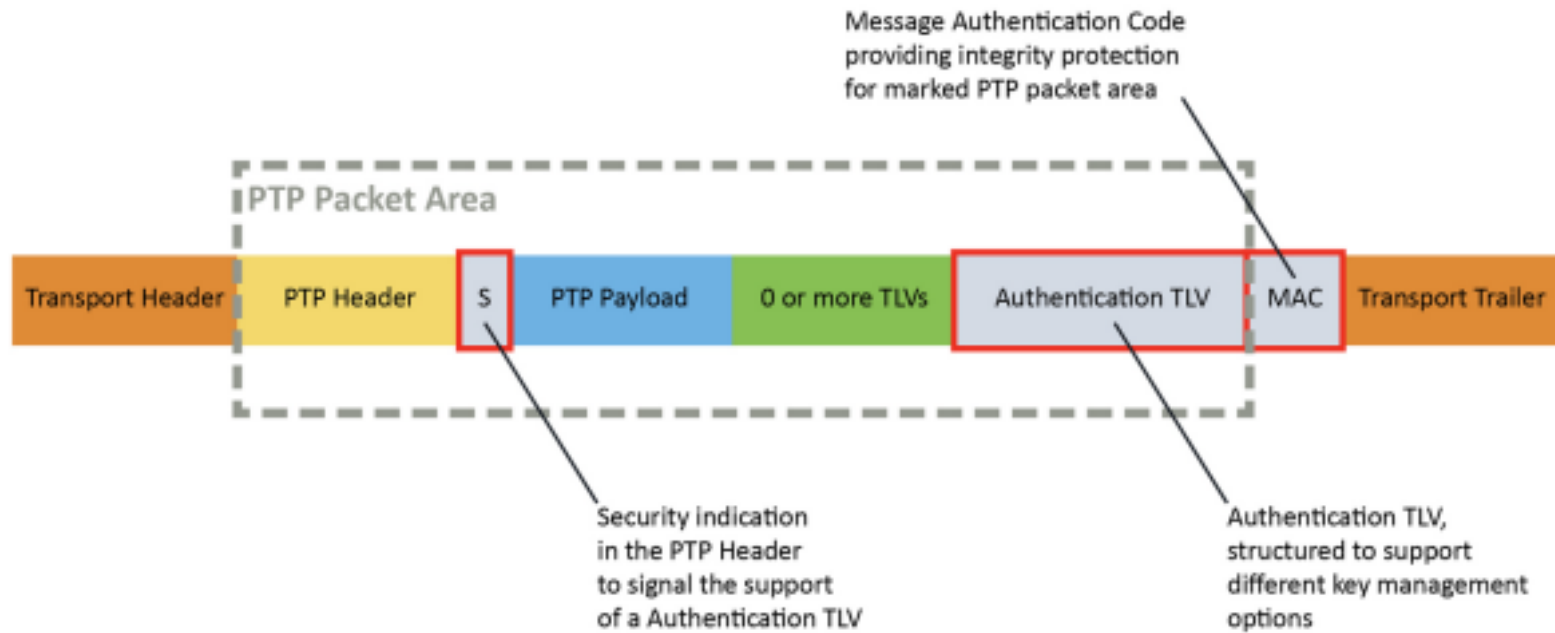 Message Authentication Code
providing integrity protection
for marked PTP packet area
PTP Packet Area
Transport Header
PTP Header
S
PTP Payload
0 or more TLVs
Authentication TLV
MAC
Transport Trailer
Security indication
in the PTP Header
to signal the support
of a Authentication TLV
Authentication TLV,
structured to support
different key management
options